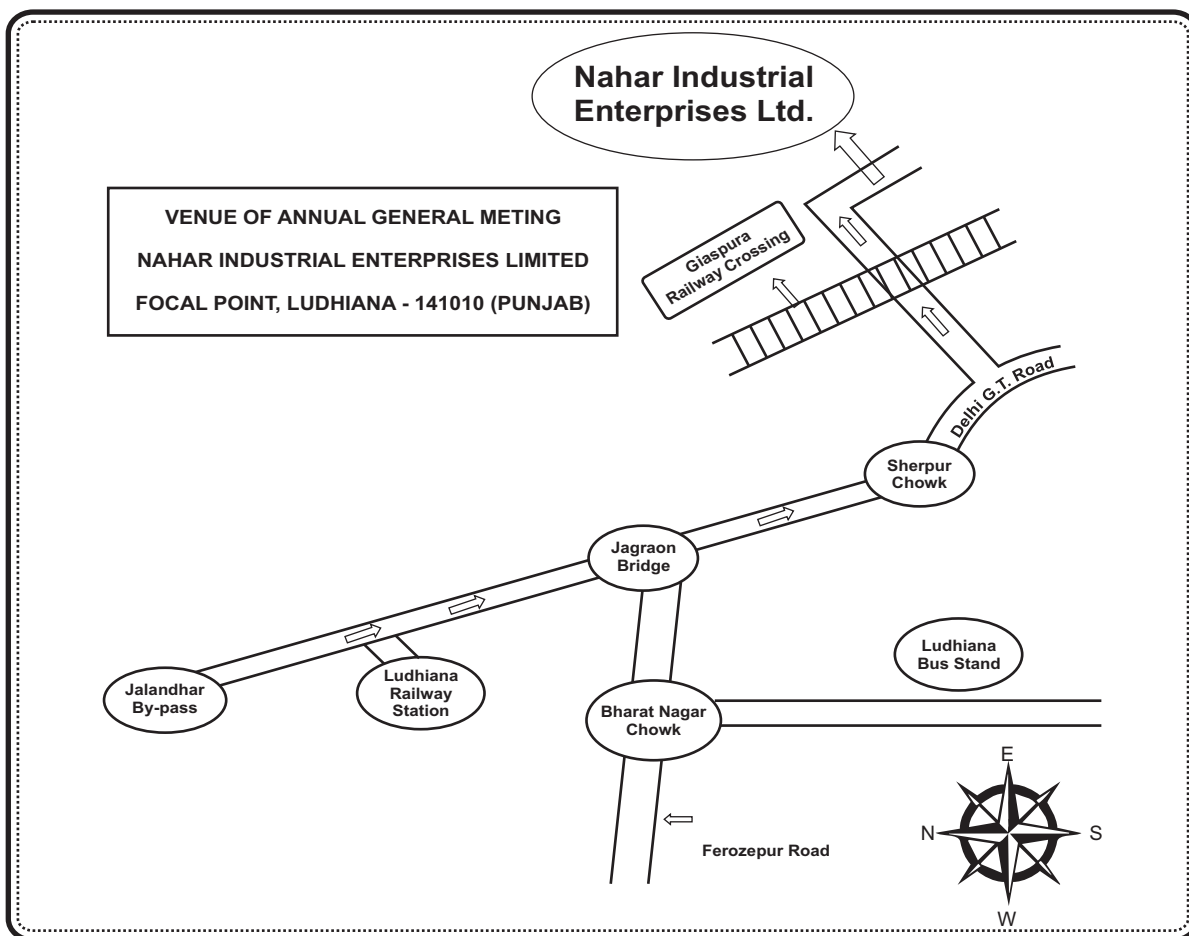 Nahar Industrial
Enterprises Ltd.
VENUE OF ANNUAL GENERAL METING
NAHAR INDUSTRIAL ENTERPRISES LIMITED
FOCAL POINT, LUDHIANA - 141010 (PUNJAB)
Giaspura
Railway Crossing
Delhi G.T. Road
Sherpur
Chowk
Jagraon
Bridge
Ludhiana
Bus Stand
Jalandhar
By-pass
Ludhiana
Railway
Station
Bharat Nagar
Chowk
Ferozepur Road
E
N
S
W